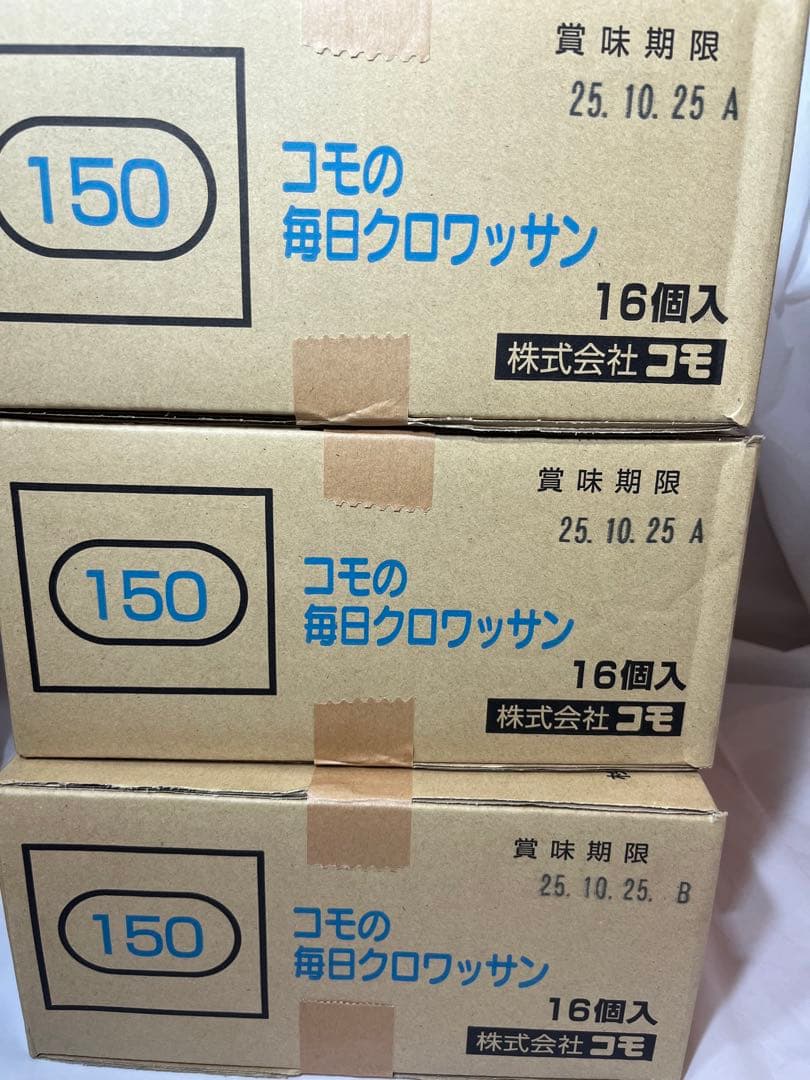 賞味期限
25.10.25 A
150
コモの
毎日クロワッサン
16個入
株式会社 コモ
賞味期限
25.10.25 A
150
コモの
毎日クロワッサン
16個入
株式会社 コモ
賞味期限
25.10.25. B
150
コモの
毎日クロワッサン
16個入
株式会社 コモ